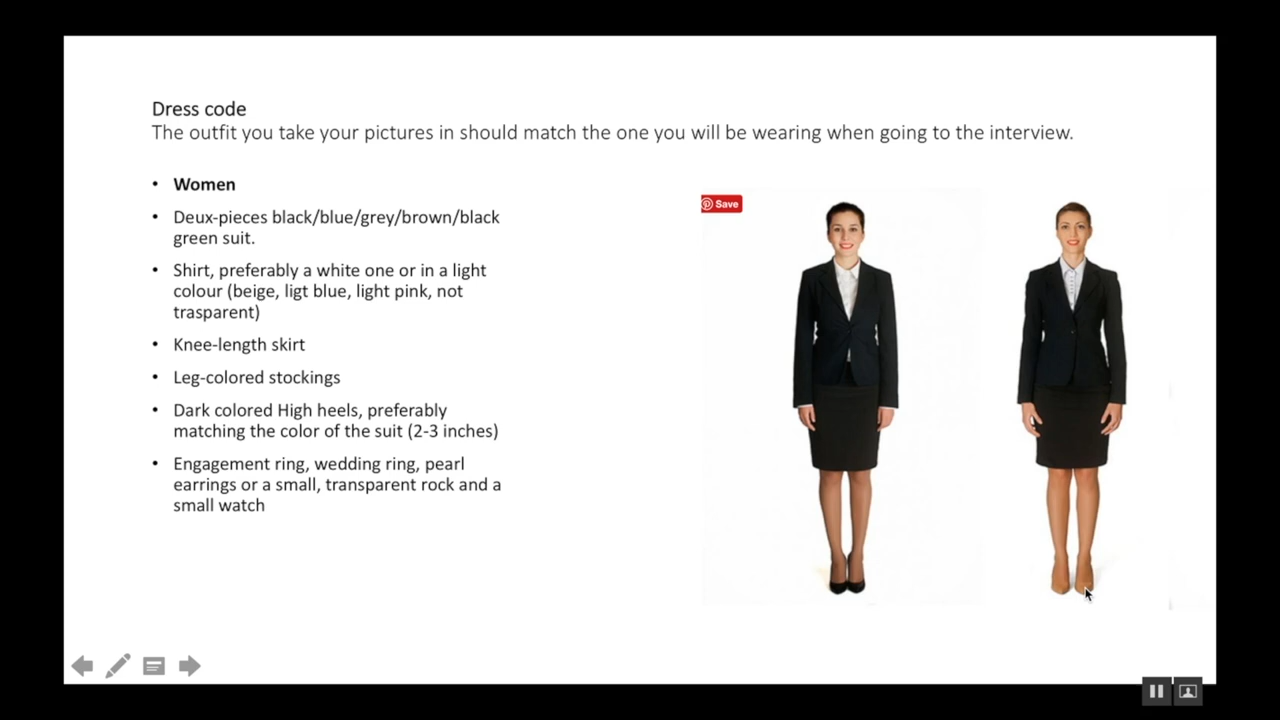 Dress code
The outfit you take your pictures in should match the one you will be wearing when going to the interview.
• Women
• Deux-pieces black/blue/grey/brown/black
green suit.
• Shirt, preferably a white one or in a light
colour (beige, ligt blue, light pink, not
trasparent)
• Knee-length skirt
• Leg-colored stockings
• Dark colored High heels, preferably
matching the color of the suit (2-3 inches)
• Engagement ring, wedding ring, pearl
earrings or a small, transparent rock and a
small watch
Save